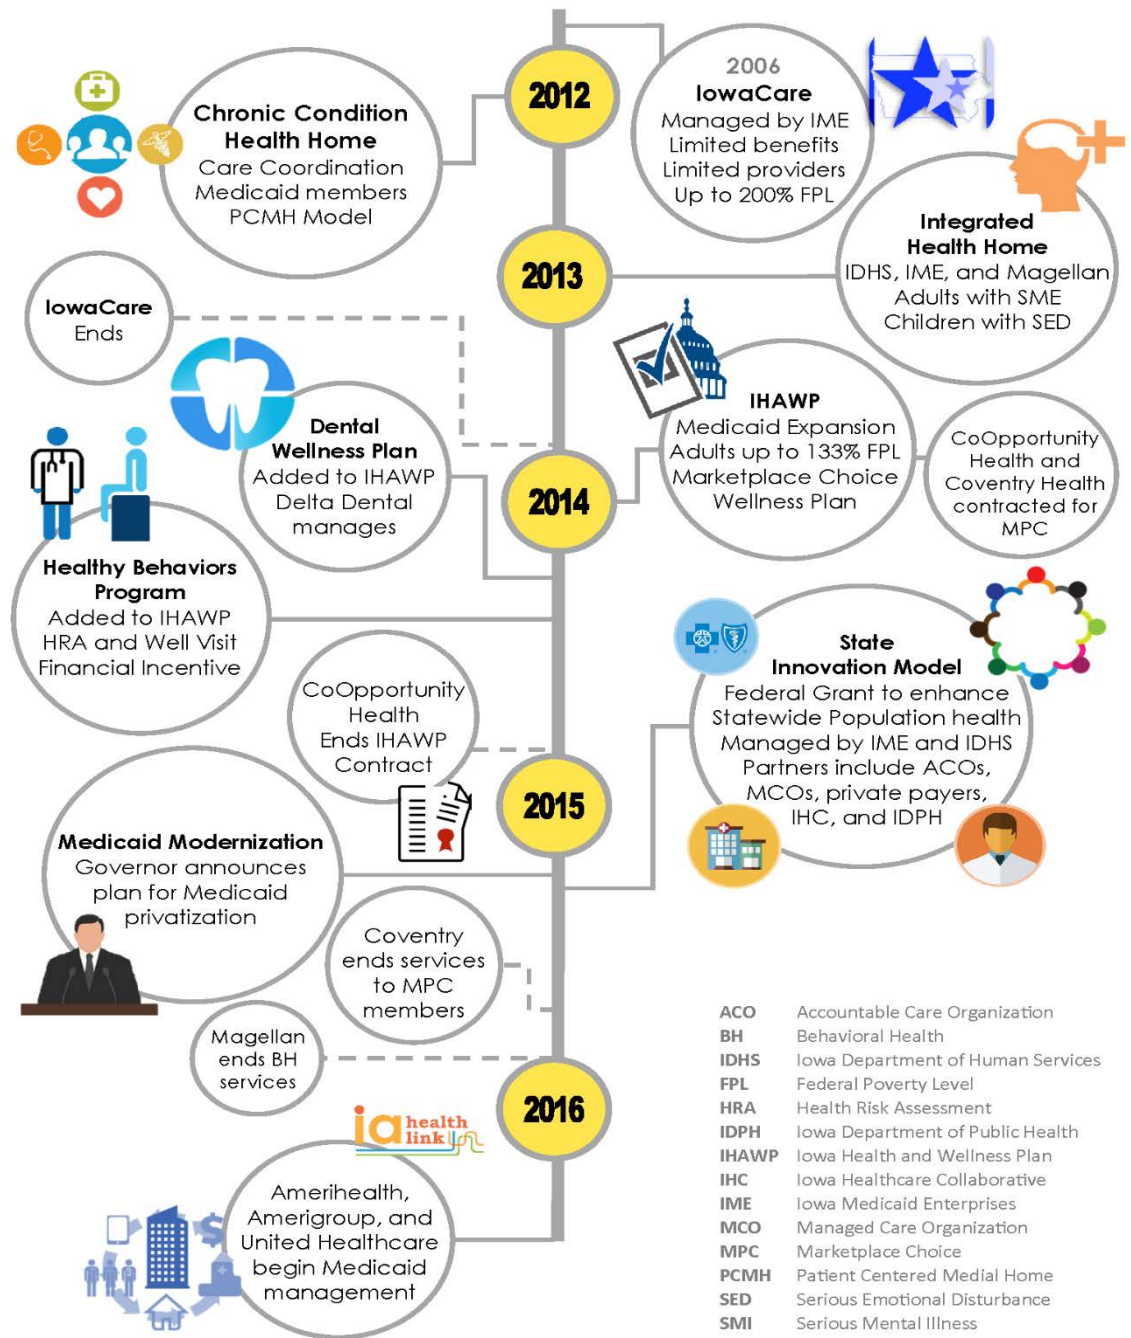 2012
2006
IowaCare
Managed by IME
Limited benefits
Limited providers
Up to 200% FPL
Chronic Condition
Health Home
Care Coordination
Medicaid members
PCMH Model
2013
Integrated
Health Home
IDHS, IME, and Magellan
Adults with SME
Children with SED
IowaCare
Ends
Dental
Wellness Plan
Added to IHAWP
Delta Dental
manages
2014
IHAWP
Medicaid Expansion
Adults up to 133% FPL
Marketplace Choice
Wellness Plan
CoOpportunity
Health and
Coventry Health
contracted for
MPC
Healthy Behaviors
Program
Added to IHAWP
HRA and Well Visit
Financial Incentive
State
Innovation Model
Federal Grant to enhance
Statewide Population health
Managed by IME and IDHS
Partners include ACOs,
MCOs, private payers,
IHC, and IDPH
CoOpportunity
Health
Ends IHAWP
Contract
2015
Medicaid Modernization
Governor announces
plan for Medicaid
privatization
Coventry
ends services
to MPC
members
Magellan
ends BH
services
2016
ia health
link
Amerihealth,
Amerigroup, and
United Healthcare
begin Medicaid
management
ACO Accountable Care Organization
BH Behavioral Health
IDHS Iowa Department of Human Services
FPL Federal Poverty Level
HRA Health Risk Assessment
IDPH Iowa Department of Public Health
IHAWP Iowa Health and Wellness Plan
IHC Iowa Healthcare Collaborative
IME Iowa Medicaid Enterprises
MCO Managed Care Organization
MPC Marketplace Choice
PCMH Patient Centered Medial Home
SED Serious Emotional Disturbance
SMI Serious Mental Illness